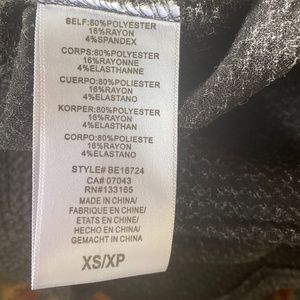 SELF:80%POLYESTER
16%RAYON
4%SPANDEX
CORPS:80%POLYESTER
16%RAYONNE
4%ELASTHANNE
CUERPO:80%POLIESTER
16%RAYON
4%ELASTANO
KORPER:80%POLYESTER
16%RAYON
4%ELASTHAN
CORPO:80%POLIESTE
16%RAYON
4%ELASTANO
STYLE# BE16724
CA# 07043
RN#133165
MADE IN CHINA/
FABRIQUE EN CHINE/
ETATS EN CHINE/
HECHO EN CHINA/
GEMACHT IN CHINA
XS/XP